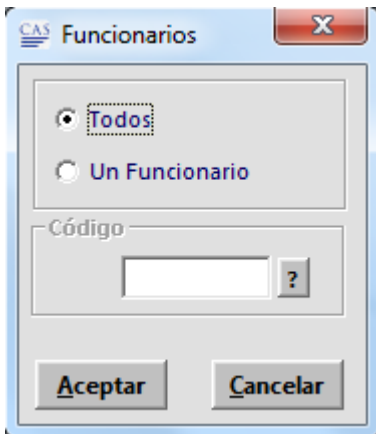 CAS Funcionarios
Todos
Un Funcionario
Código
?
Aceptar Cancelar